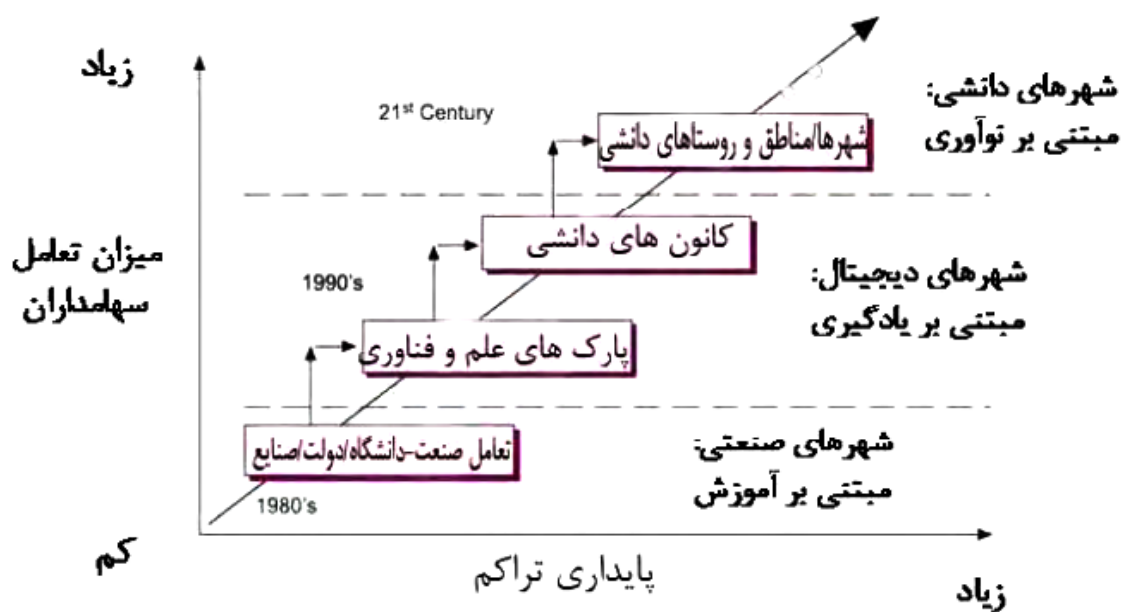 زیاد
21st Century
شهرها/مناطق و روستاهای دانشی
شهرهای دانشی:
مبتنی بر نوآوری
میزان تعامل
سهامداران
1990's
کانون های دانشی
شهرهای دیجیتال:
مبتنی بر یادگیری
پارک های علم و فناوری
تعامل صنعت-دانشگاه/دولت/صنایع
شهرهای صنعتی:
مبتنی بر آموزش
1980's
کم
پایداری تراکم
زیاد